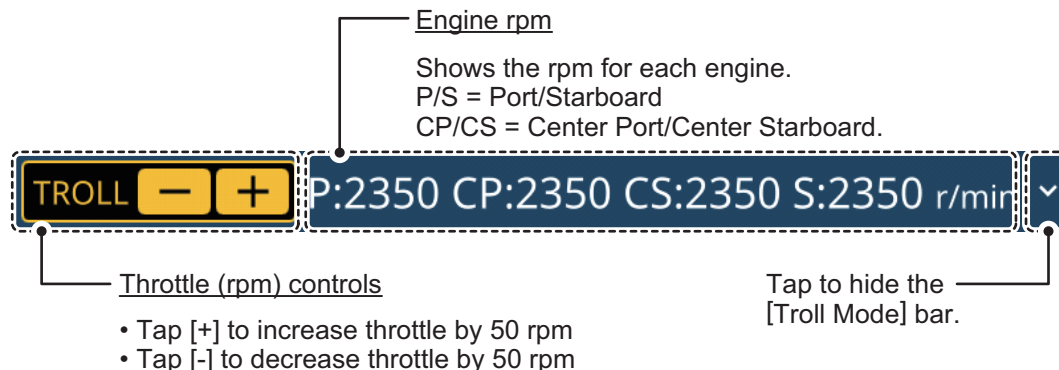 Engine rpm
Shows the rpm for each engine.
P/S = Port/Starboard
CP/CS = Center Port/Center Starboard.
TROLL − + P:2350 CP:2350 CS:2350 S:2350 r/min
Throttle (rpm) controls
• Tap [+] to increase throttle by 50 rpm
• Tap [-] to decrease throttle by 50 rpm
Tap to hide the
[Troll Mode] bar.